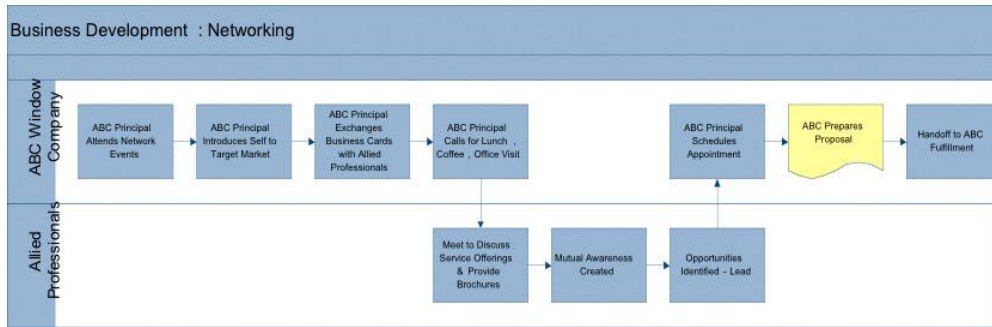 Business Development : Networking
ABC Window
Company
ABC Principal
Attends Network
Events
ABC Principal
Introduces Self to
Target Market
ABC Principal
Exchanges
Business Cards
with Allied
Professionals
ABC Principal
Calls for Lunch ,
Coffee , Office Visit
ABC Principal
Schedules
Appointment
ABC Prepares
Proposal
Handoff to ABC
Fulfillment
Allied
Professionals
Meet to Discuss
Service Offerings
& Provide
Brochures
Mutual Awareness
Created
Opportunities
Identified - Lead